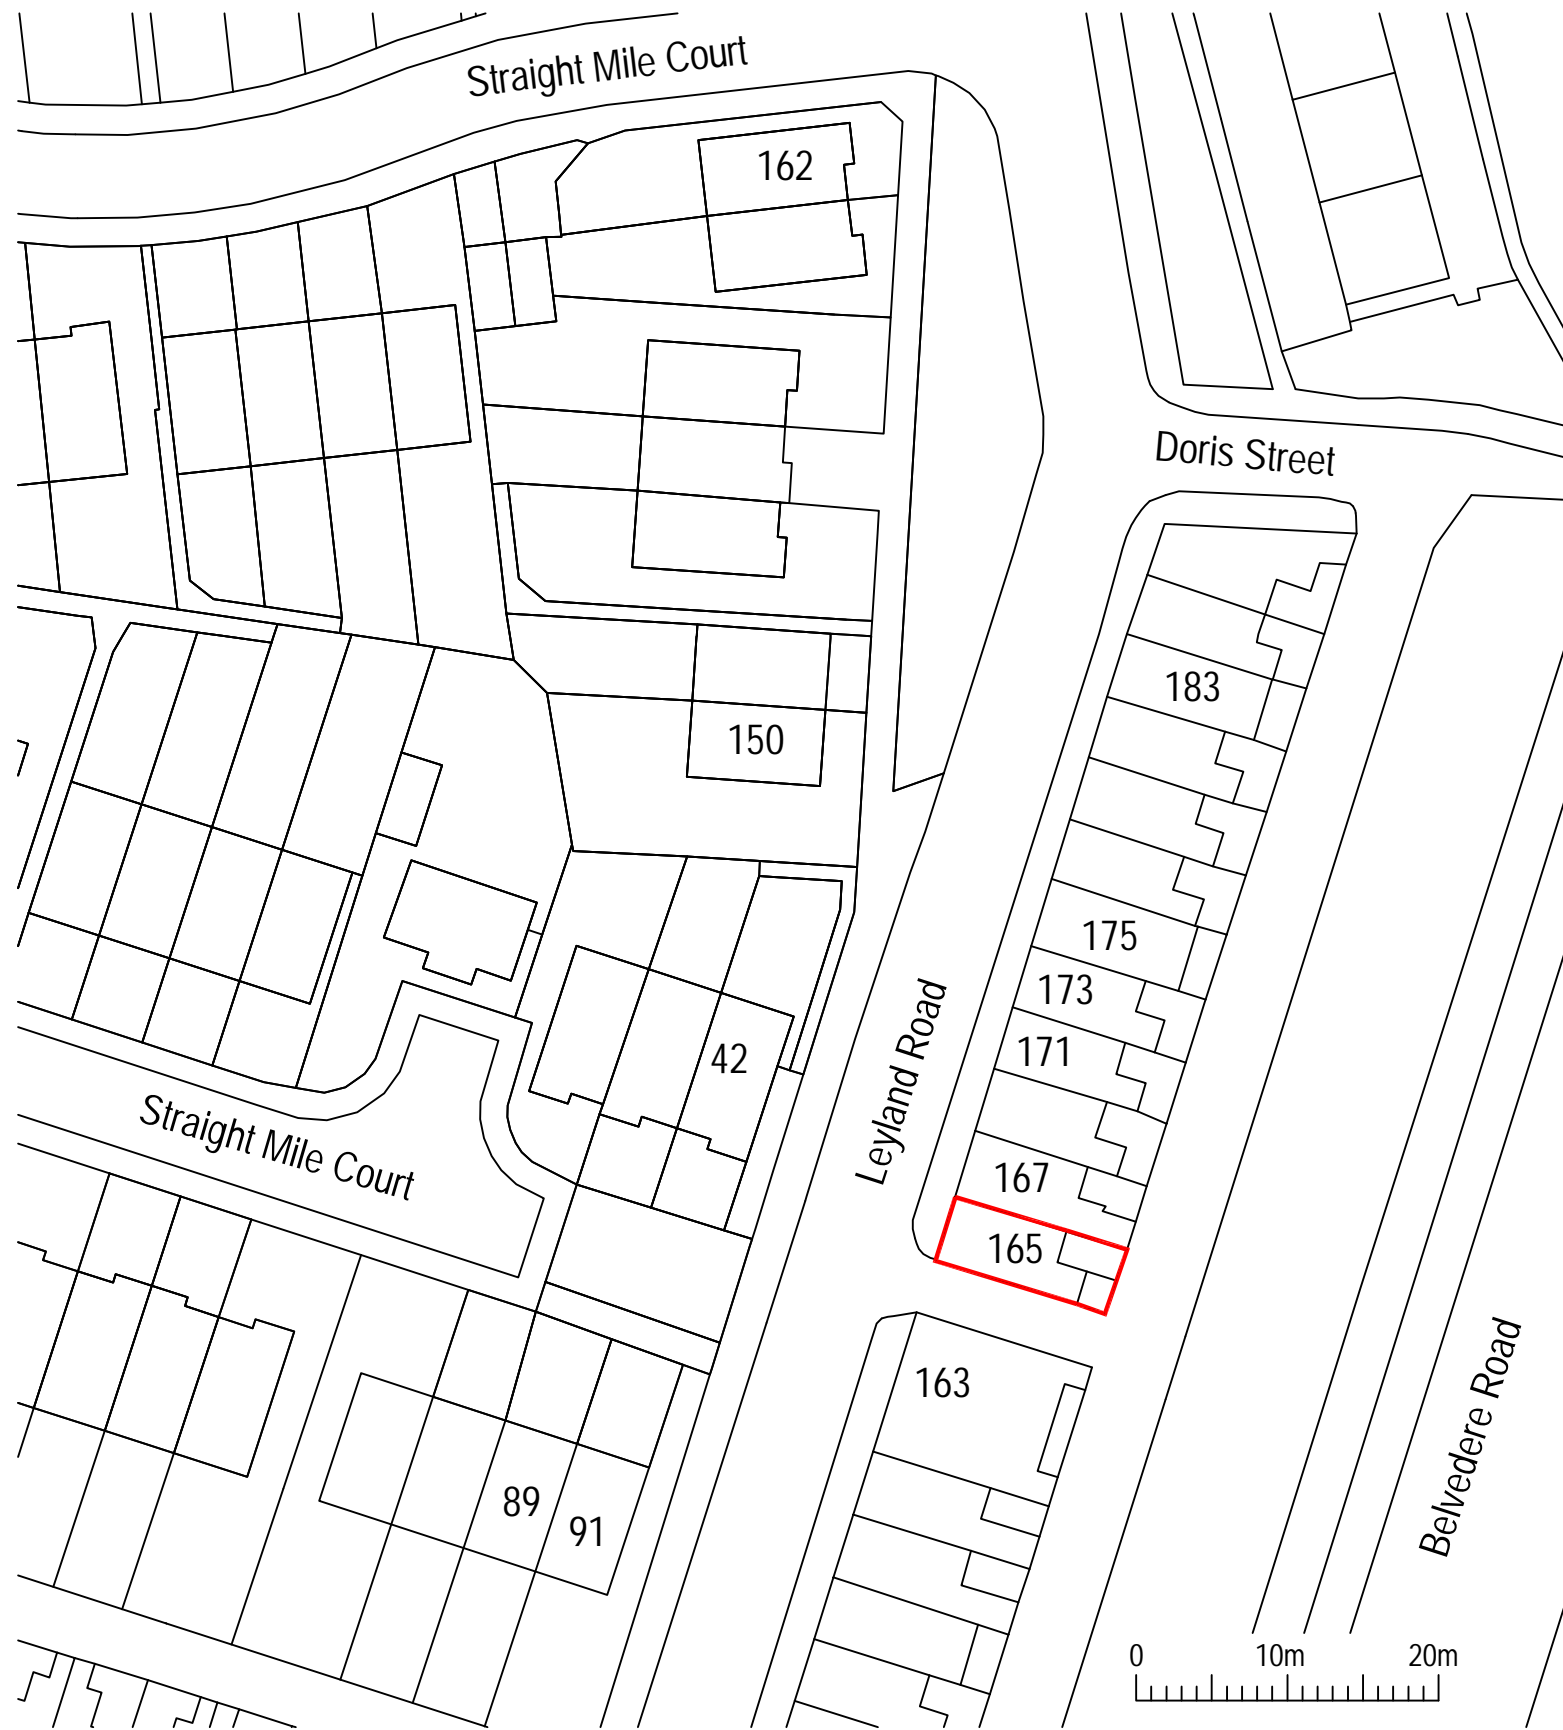 Straight Mile Court
162
Doris Street
183
150
175
173
Leyland Road
171
42
Straight Mile Court
167
165
163
Belvedere Road
89
91
0 10m 20m